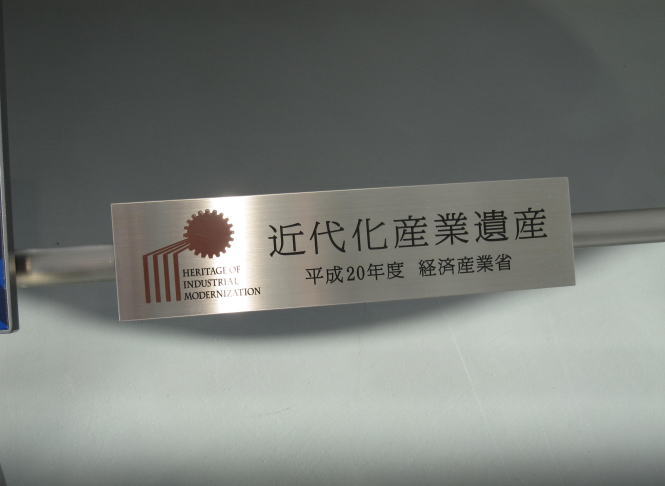 近代化産業遺産
平成20年度 経済産業省
HERITAGE OF
INDUSTRIAL
MODERNIZATION